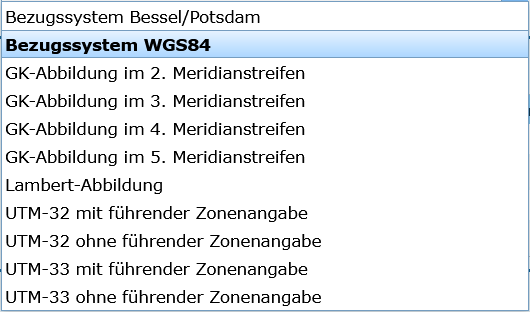 Bezugssystem Bessel/Potsdam
Bezugssystem WGS84
GK-Abbildung im 2. Meridianstreifen
GK-Abbildung im 3. Meridianstreifen
GK-Abbildung im 4. Meridianstreifen
GK-Abbildung im 5. Meridianstreifen
Lambert-Abbildung
UTM-32 mit führender Zonenangabe
UTM-32 ohne führender Zonenangabe
UTM-33 mit führender Zonenangabe
UTM-33 ohne führender Zonenangabe